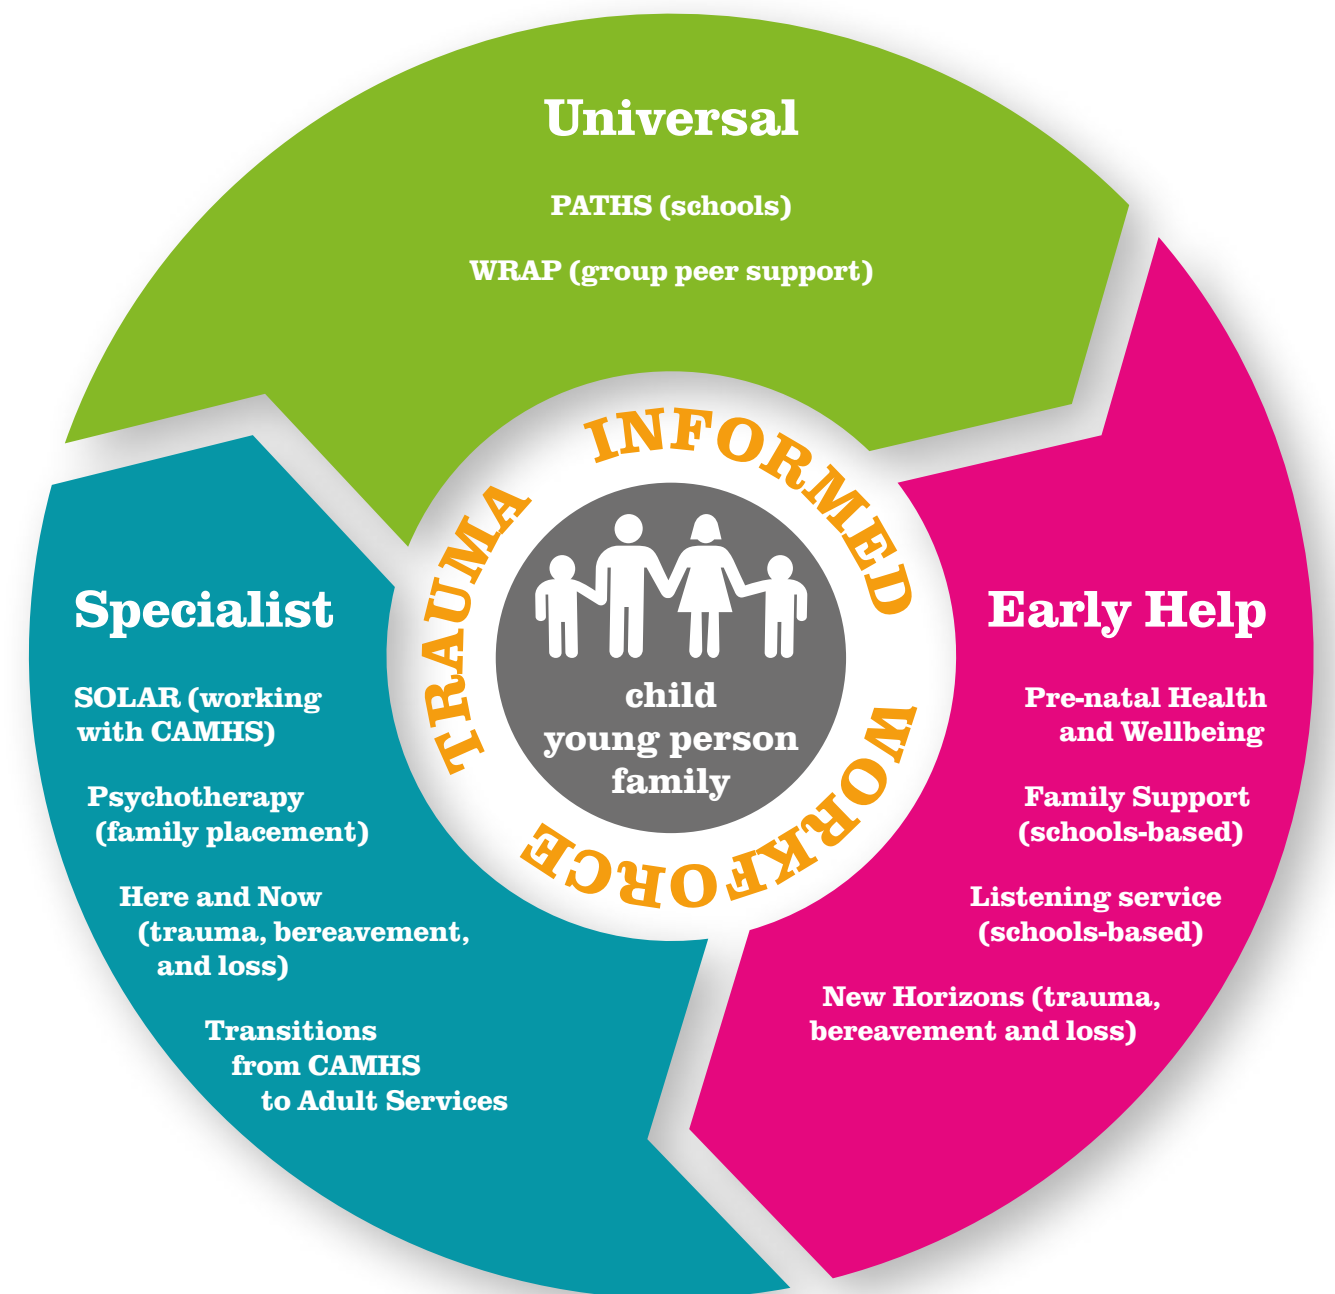 Universal
PATHS (schools)
WRAP (group peer support)
TRAUMA INFORMED WORKFORCE
child
young person
family
Early Help
Pre-natal Health
and Wellbeing
Family Support
(schools-based)
Listening service
(schools-based)
New Horizons (trauma,
bereavement and loss)
Specialist
SOLAR (working
with CAMHS)
Psychotherapy
(family placement)
Here and Now
(trauma, bereavement,
and loss)
Transitions
from CAMHS
to Adult Services